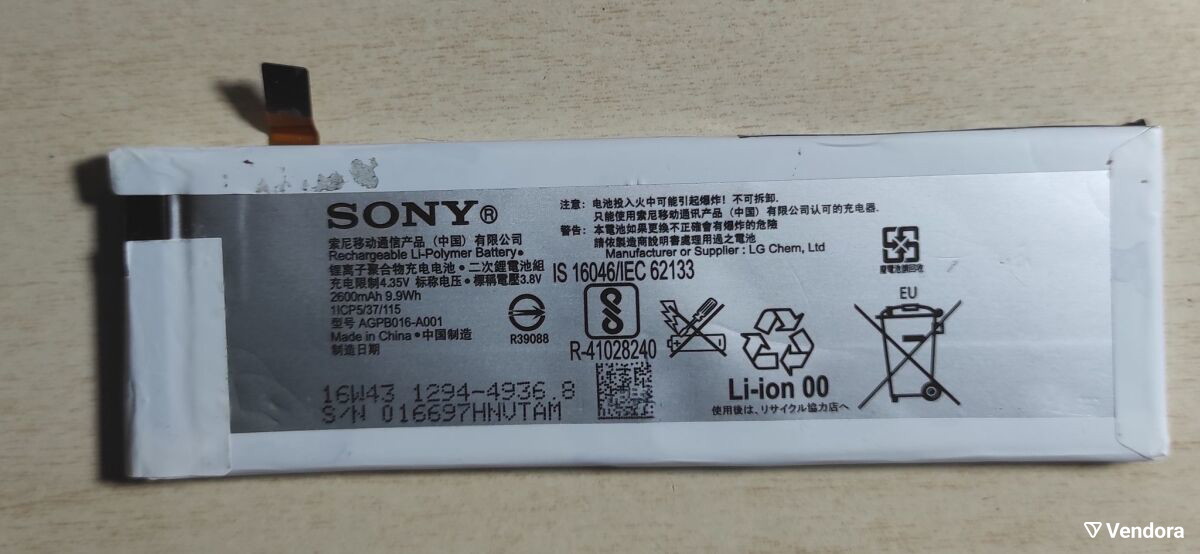 SONY®
索尼移动通信产品（中国）有限公司
Rechargeable Li-Polymer Battery•
锂离子聚合物充电电池•二次鋰電池組
充电限制4.35V 标称电压•標稱電壓3.8V
2600mAh 9.9Wh
1ICP5/37/115
型号 AGPB016-A001
Made in China•中国制造
制造日期
16W43 1294-4936.8
S/N 016697HNVTAM
注意：电池投入火中可能引起爆炸！不可拆卸.
只能使用索尼移动通讯产品（中国）有限公司认可的充电器.
警告：本電池如果更換不正確會有爆炸的危險
請依製造商說明書處理用過之電池
Manufacturer or Supplier : LG Chem, Ltd
IS 16046/IEC 62133
R39088
R-41028240
廢電池請回收
EU
Li-ion 00
使用後は、リサイクル協力店へ
Vendora